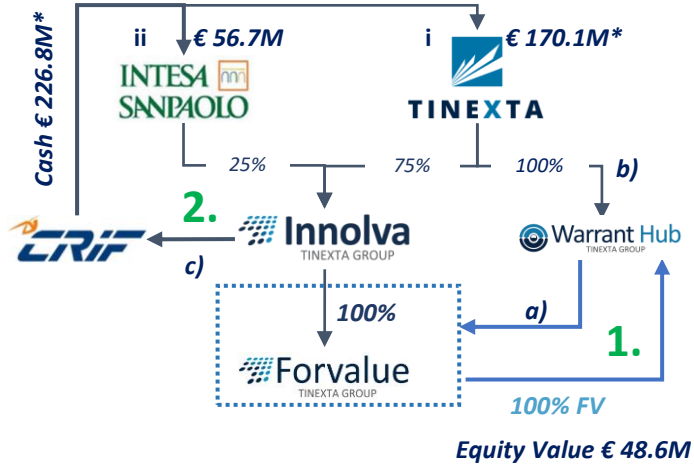 ii
€ 56.7M
i
€ 170.1M*
INTESA
SANPAOLO
TINEXTA
Cash € 226.8M*
25%
75%
100%
b)
2.
CRIF
Innolva
TINEXTA GROUP
Warrant Hub
TINEXTA GROUP
c)
100%
a)
1.
Forvalue
TINEXTA GROUP
100% FV
Equity Value € 48.6M